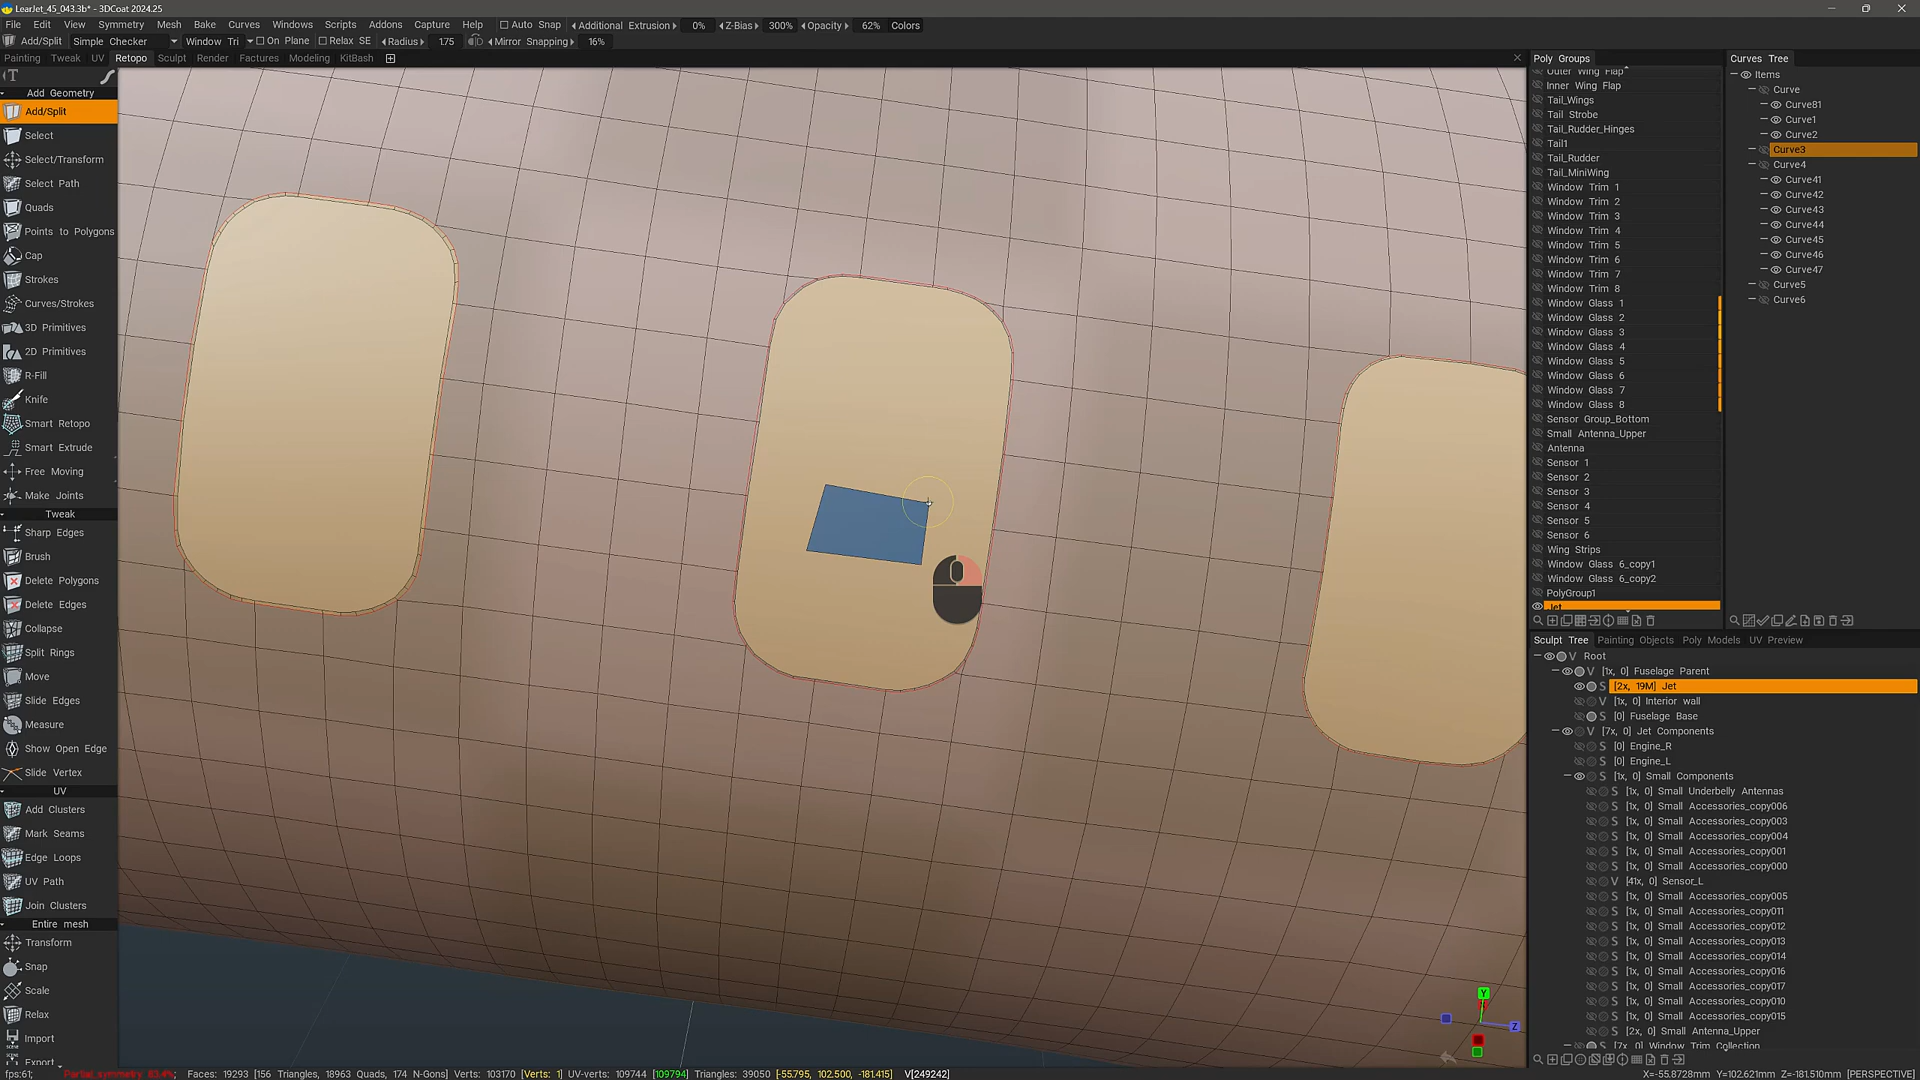 LearJet_45_043.3b* - 3DCoat 2024.25
File Edit View Symmetry Mesh Bake Curves Windows Scripts Addons Capture Help Auto Snap Additional Extrusion 0% Z-Bias 300% Opacity 62% Colors
Add/Split Simple Checker Window Tri On Plane Relax SE Radius 1.75 Mirror Snapping 16%
Painting Tweak UV Retopo Sculpt Render Factures Modeling KitBash
Add Geometry
Add/Split
Select
Select/Transform
Select Path
Quads
Points to Polygons
Cap
Strokes
Curves/Strokes
3D Primitives
2D Primitives
R-Fill
Knife
Smart Retopo
Smart Extrude
Free Moving
Make Joints
Tweak
Sharp Edges
Brush
Delete Polygons
Delete Edges
Collapse
Split Rings
Move
Slide Edges
Measure
Show Open Edge
Slide Vertex
UV
Add Clusters
Mark Seams
Edge Loops
UV Path
Join Clusters
Entire mesh
Transform
Snap
Scale
Relax
Import
Export
Poly Groups
Outer Wing Flap
Inner Wing Flap
Tail_Wings
Tail Strobe
Tail_Rudder_Hinges
Tail1
Tail_Rudder
Tail_MiniWing
Window Trim 1
Window Trim 2
Window Trim 3
Window Trim 4
Window Trim 5
Window Trim 6
Window Trim 7
Window Trim 8
Window Glass 1
Window Glass 2
Window Glass 3
Window Glass 4
Window Glass 5
Window Glass 6
Window Glass 7
Window Glass 8
Sensor Group_Bottom
Small Antenna_Upper
Antenna
Sensor 1
Sensor 2
Sensor 3
Sensor 4
Sensor 5
Sensor 6
Wing Strips
Window Glass 6_copy1
Window Glass 6_copy2
PolyGroup1
Jet
Curves Tree
Items
Curve
Curve81
Curve1
Curve2
Curve3
Curve4
Curve41
Curve42
Curve43
Curve44
Curve45
Curve46
Curve47
Curve5
Curve6
Sculpt Tree Painting Objects Poly Models UV Preview
V Root
V [1x, 0] Fuselage Parent
S [2x, 19M] Jet
V [1x, 0] Interior wall
S [0] Fuselage Base
V [7x, 0] Jet Components
S [0] Engine_R
S [0] Engine_L
S [1x, 0] Small Components
S [1x, 0] Small Underbelly Antennas
S [1x, 0] Small Accessories_copy006
S [1x, 0] Small Accessories_copy003
S [1x, 0] Small Accessories_copy004
S [1x, 0] Small Accessories_copy001
S [1x, 0] Small Accessories_copy000
V [41x, 0] Sensor_L
S [1x, 0] Small Accessories_copy005
S [1x, 0] Small Accessories_copy011
S [1x, 0] Small Accessories_copy012
S [1x, 0] Small Accessories_copy013
S [1x, 0] Small Accessories_copy014
S [1x, 0] Small Accessories_copy016
S [1x, 0] Small Accessories_copy017
S [1x, 0] Small Accessories_copy010
S [1x, 0] Small Accessories_copy015
S [2x, 0] Small Antenna_Upper
S [7x, 0] Window Trim Collection
Y
Z
fps:61; Partial symmetry 83.4%; Faces: 19293 [156 Triangles, 18963 Quads, 174 N-Gons] Verts: 103170 [Verts: 1] UV-verts: 109744 [109794] Triangles: 39050 [-55.795, 102.500, -181.415] V[249242] X=-55.8728mm Y=102.621mm Z=-181.510mm [PERSPECTIVE]